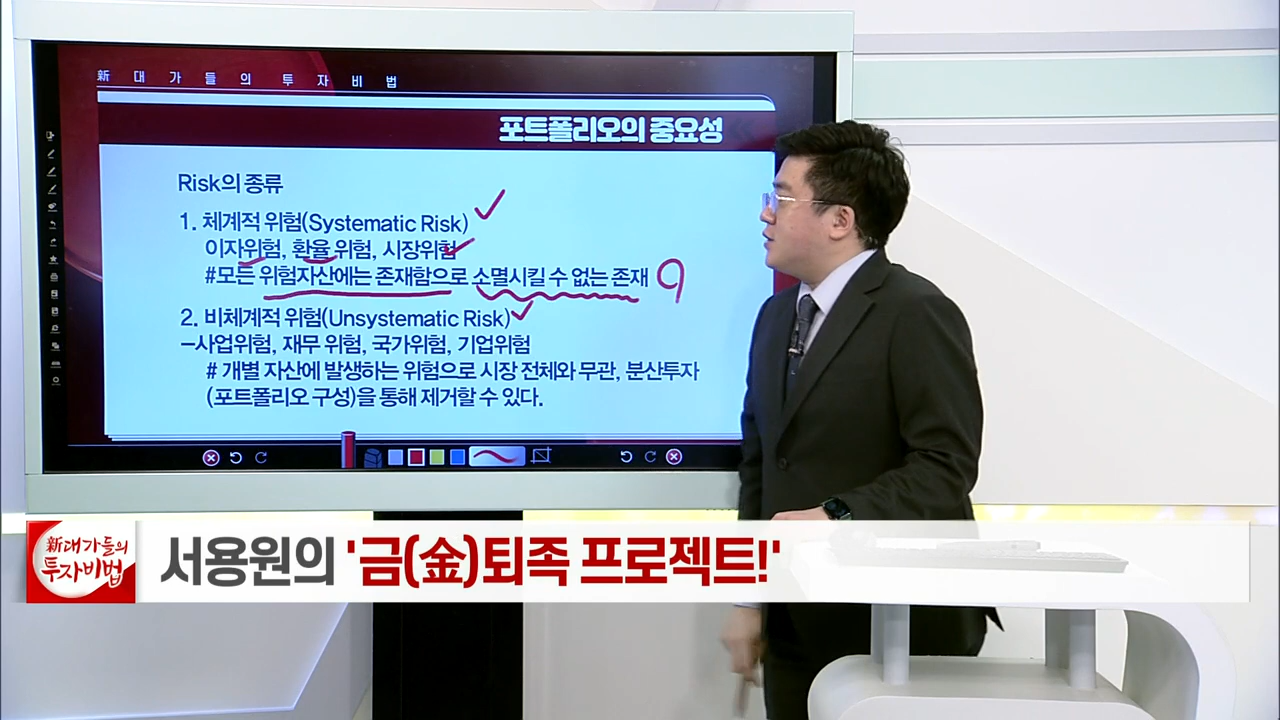 新 대 가 들 의 투 자 비 법
포트폴리오의 중요성
Risk의 종류
1. 체계적 위험(Systematic Risk)
이자위험, 환율 위험, 시장위험
#모든 위험자산에는 존재함으로 소멸시킬 수 없는 존재
2. 비체계적 위험(Unsystematic Risk)
–사업위험, 재무 위험, 국가위험, 기업위험
# 개별 자산에 발생하는 위험으로 시장 전체와 무관, 분산투자
(포트폴리오 구성)을 통해 제거할 수 있다.
新대가들의
투자비법
서용원의 '금(金)퇴족 프로젝트!'